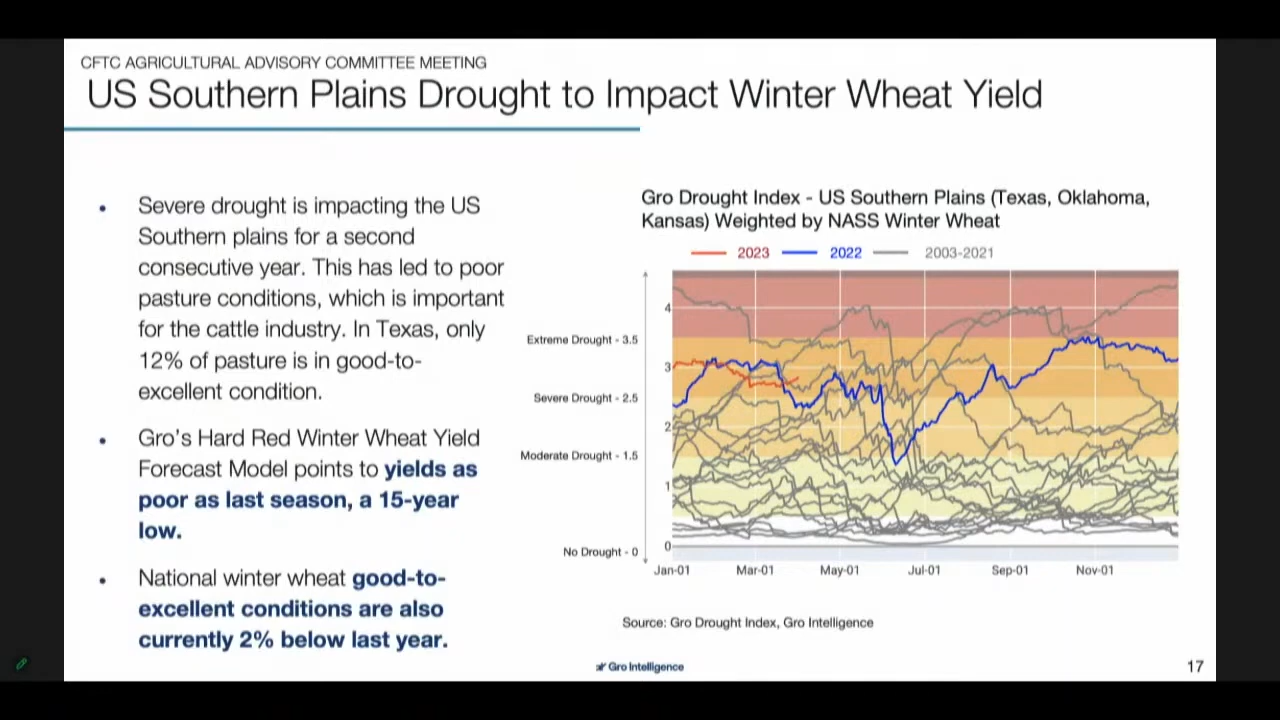 CFTC AGRICULTURAL ADVISORY COMMITTEE MEETING
US Southern Plains Drought to Impact Winter Wheat Yield
• Severe drought is impacting the US
Southern plains for a second
consecutive year. This has led to poor
pasture conditions, which is important
for the cattle industry. In Texas, only
12% of pasture is in good-to-
excellent condition.
• Gro's Hard Red Winter Wheat Yield
Forecast Model points to yields as
poor as last season, a 15-year
low.
• National winter wheat good-to-
excellent conditions are also
currently 2% below last year.
Gro Drought Index - US Southern Plains (Texas, Oklahoma,
Kansas) Weighted by NASS Winter Wheat
2023 2022 2003-2021
4
Extreme Drought - 3.5
3
Severe Drought - 2.5
2
Moderate Drought - 1.5
1
No Drought - 0
0
Jan-01 Mar-01 May-01 Jul-01 Sep-01 Nov-01
Source: Gro Drought Index, Gro Intelligence
Gro Intelligence
17